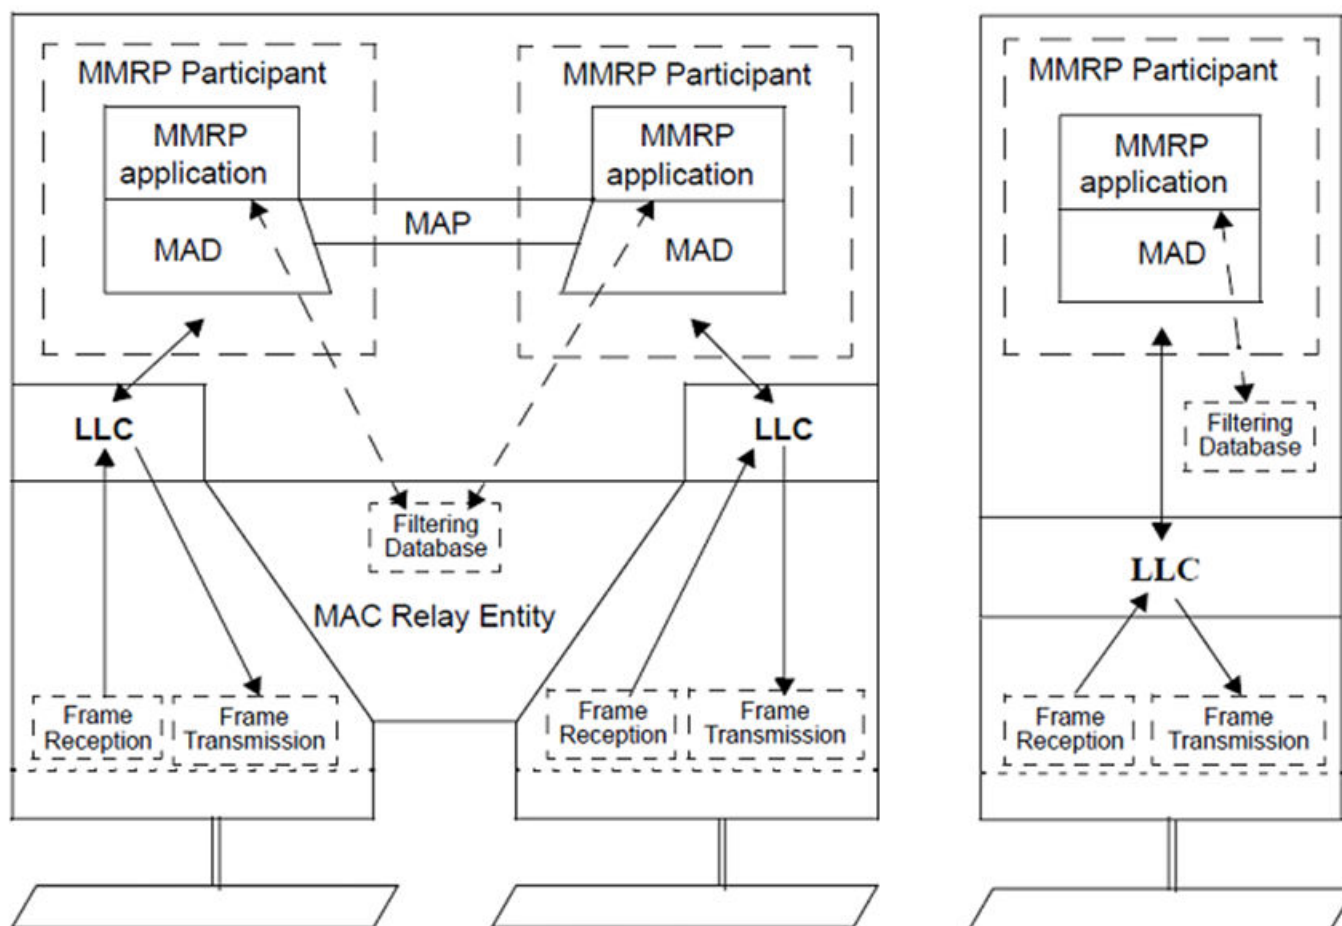 MMRP Participant
MMRP
application
MAD
MAP
MMRP Participant
MMRP
application
MAD
LLC
LLC
Filtering
Database
MAC Relay Entity
Frame
Reception
Frame
Transmission
Frame
Reception
Frame
Transmission
MMRP Participant
MMRP
application
MAD
Filtering
Database
LLC
Frame
Reception
Frame
Transmission